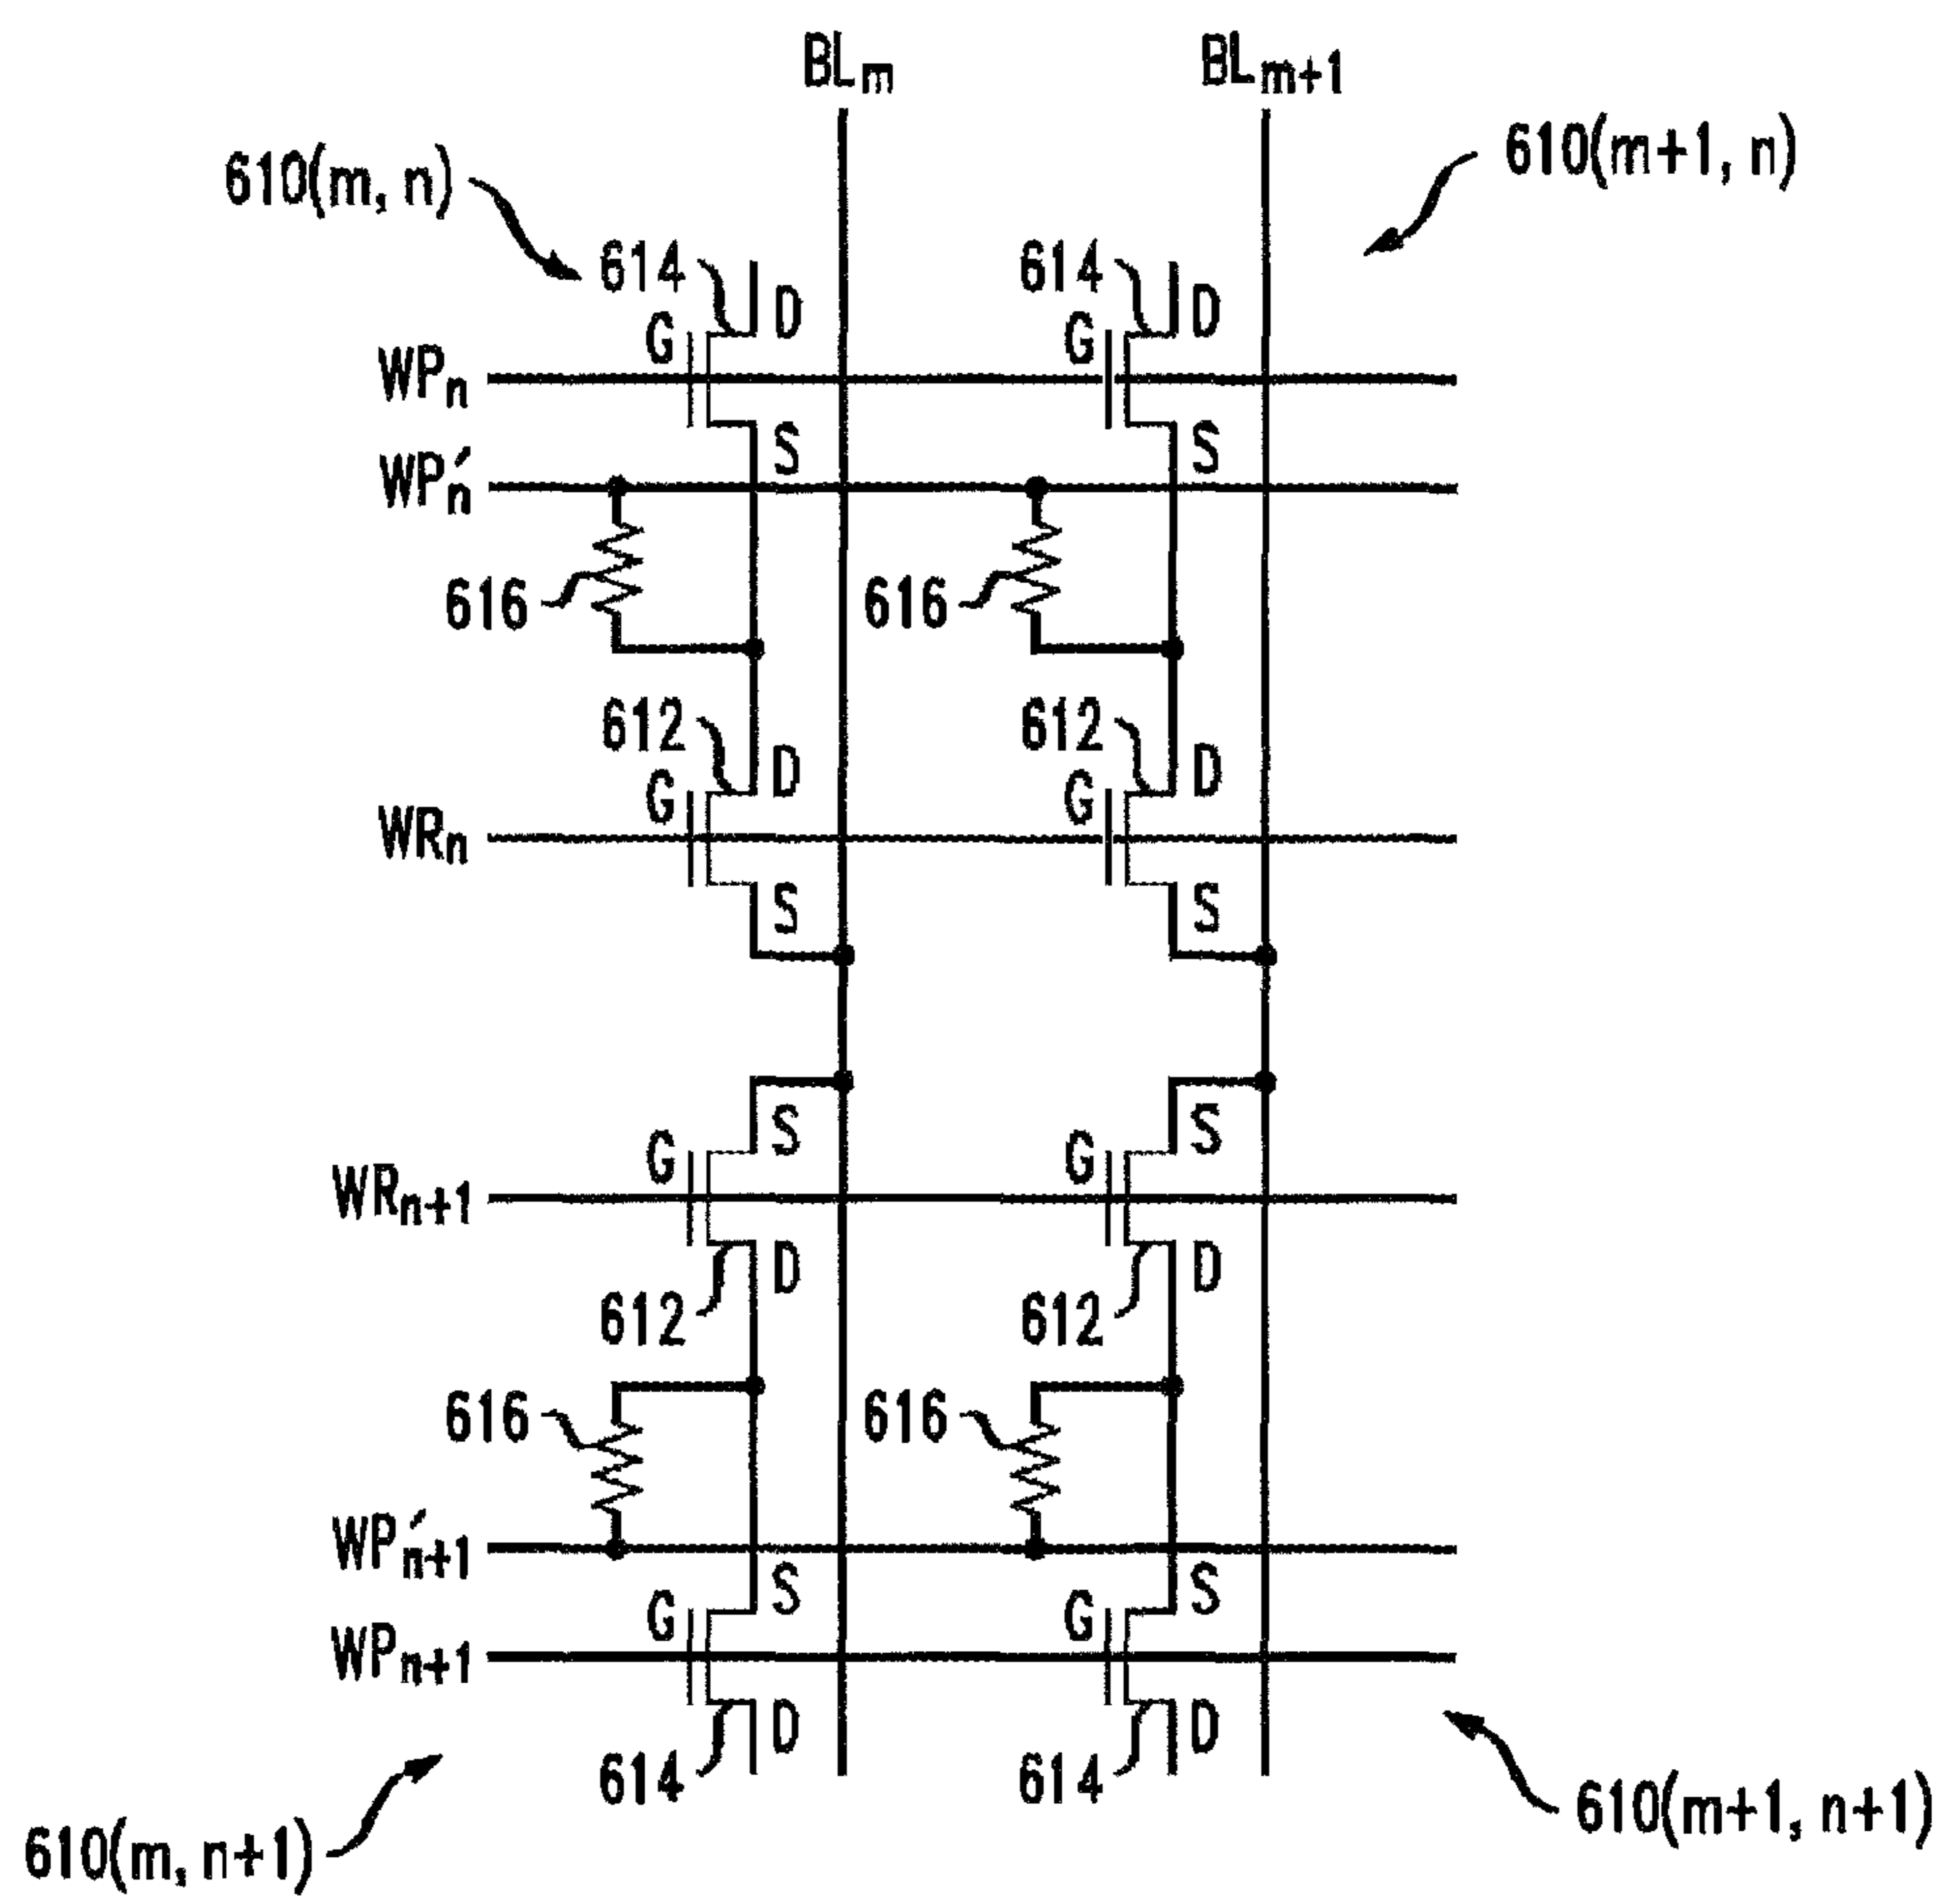 BLm
BLm+1
610(m, n)
610(m+1, n)
614
614
G
D
G
D
WPn
S
S
WP'n
616
616
612
612
G
D
G
D
WRn
S
S
S
S
G
G
WRn+1
D
D
612
612
616
616
WP'n+1
S
S
G
G
WPn+1
D
D
614
614
610(m, n+1)
610(m+1, n+1)